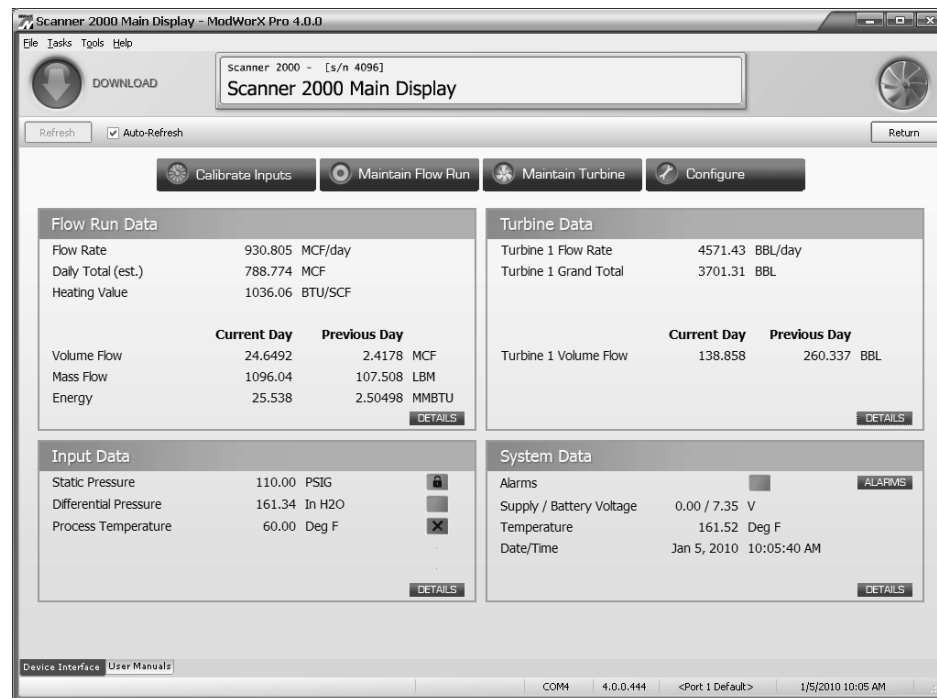 Scanner 2000 Main Display - ModWorX Pro 4.0.0
File Tasks Tools Help
DOWNLOAD
Scanner 2000 - [s/n 4096]
Scanner 2000 Main Display
Refresh Auto-Refresh Return
Calibrate Inputs Maintain Flow Run Maintain Turbine Configure
Flow Run Data
Flow Rate 930.805 MCF/day
Daily Total (est.) 788.774 MCF
Heating Value 1036.06 BTU/SCF
Current Day Previous Day
Volume Flow 24.6492 2.4178 MCF
Mass Flow 1096.04 107.508 LBM
Energy 25.538 2.50498 MMBTU
DETAILS
Turbine Data
Turbine 1 Flow Rate 4571.43 BBL/day
Turbine 1 Grand Total 3701.31 BBL
Current Day Previous Day
Turbine 1 Volume Flow 138.858 260.337 BBL
DETAILS
Input Data
Static Pressure 110.00 PSIG
Differential Pressure 161.34 In H2O
Process Temperature 60.00 Deg F
DETAILS
System Data
Alarms ALARMS
Supply / Battery Voltage 0.00 / 7.35 V
Temperature 161.52 Deg F
Date/Time Jan 5, 2010 10:05:40 AM
DETAILS
Device Interface User Manuals
COM4 4.0.0.444 <Port 1 Default> 1/5/2010 10:05 AM